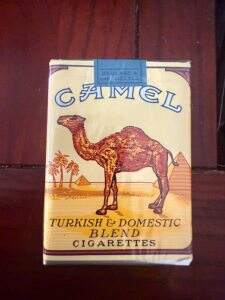 CAMEL
TURKISH & DOMESTIC
BLEND
CIGARETTES